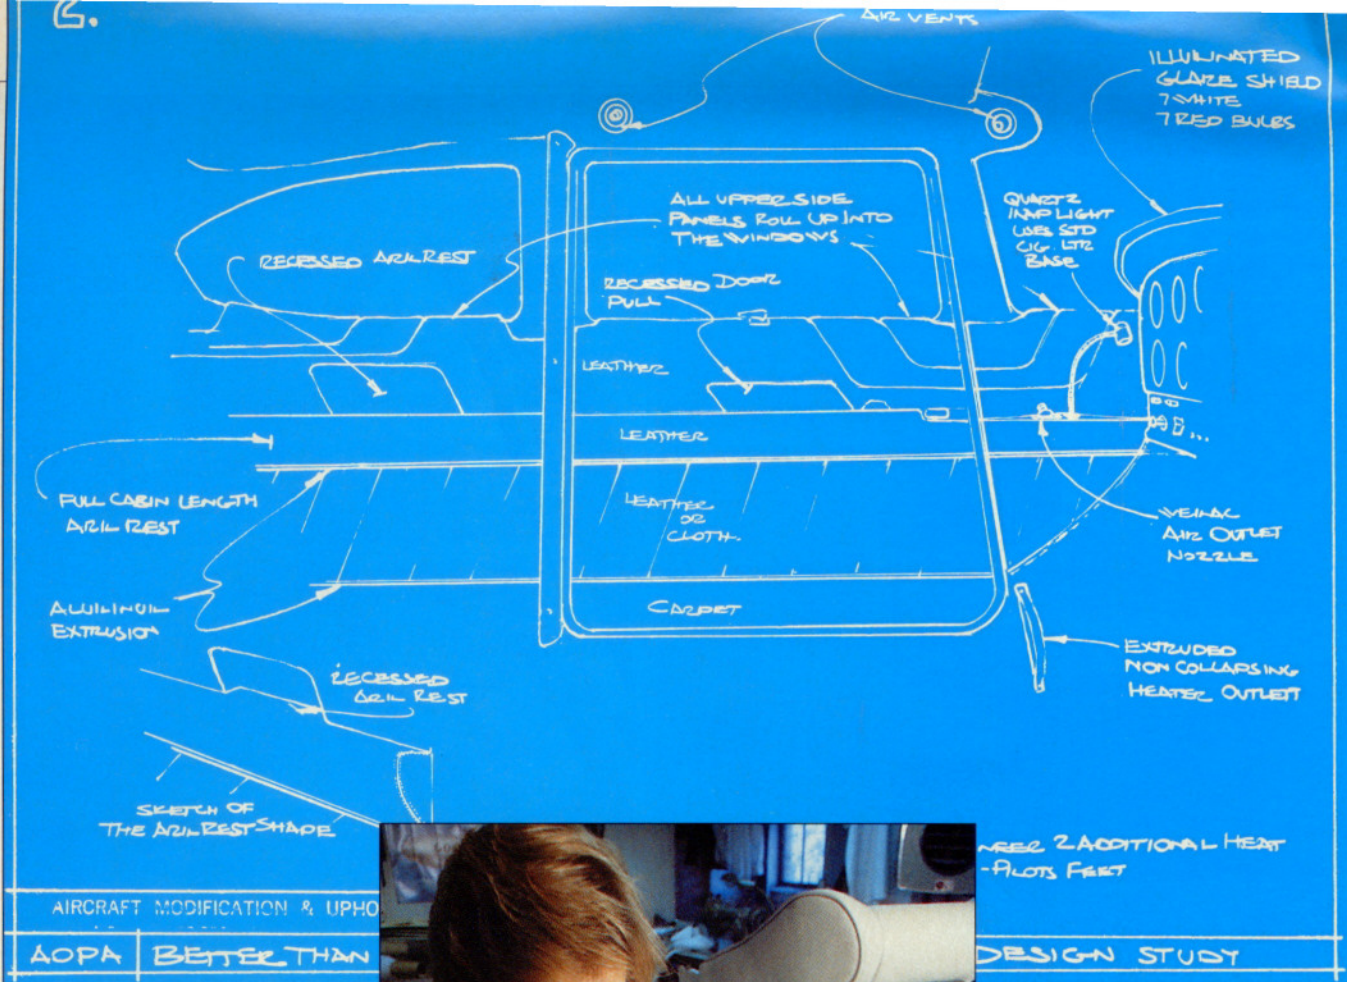 2.
AIR VENTS
ILLUMINATED
GLARE SHIELD
7 WHITE
7 RED BULBS
ALL UPPER SIDE
PANELS ROLL UP INTO
THE WINDOWS
QUARTZ
MAP LIGHT
USES STD
CIG. LTR
BASE
RECESSED ARM REST
RECESSED DOOR
PULL
LEATHER
LEATHER
FULL CABIN LENGTH
ARM REST
LEATHER
OR
CLOTH.
WEMAC
AIR OUTLET
NOZZLE
ALUMINUM
EXTRUSION
CARPET
EXTRUDED
NON COLLAPSING
HEATER OUTLETT
RECESSED
ARM REST
SKETCH OF
THE ARM REST SHAPE
2 ADDITIONAL HEAT
-PILOTS FEET
AIRCRAFT MODIFICATION & UPHO
AOPA BETTER THAN
DESIGN STUDY